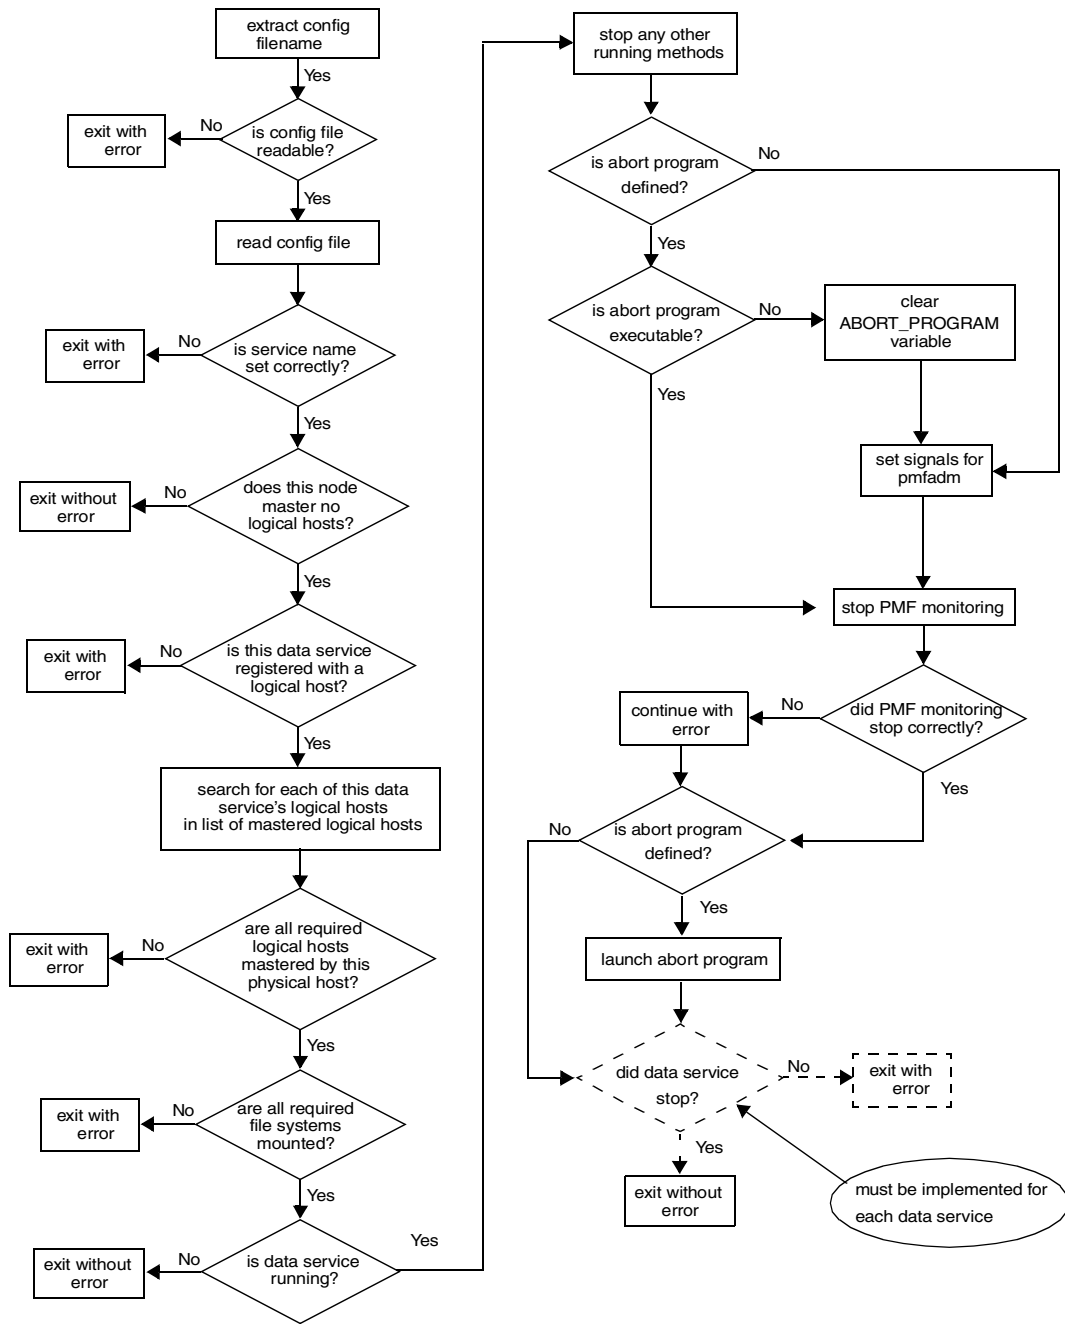 extract config
filename
Yes
is config file
readable?
No
exit with
error
Yes
read config file
is service name
set correctly?
No
exit with
error
Yes
does this node
master no
logical hosts?
No
exit without
error
Yes
is this data service
registered with a
logical host?
No
exit with
error
Yes
search for each of this data
service's logical hosts
in list of mastered logical hosts
are all required
logical hosts
mastered by this
physical host?
No
exit with
error
Yes
are all required
file systems
mounted?
No
exit with
error
Yes
is data service
running?
No
exit without
error
Yes
stop any other
running methods
is abort program
defined?
No
Yes
is abort program
executable?
No
clear
ABORT_PROGRAM
variable
Yes
set signals for
pmfadm
stop PMF monitoring
did PMF monitoring
stop correctly?
No
continue with
error
Yes
is abort program
defined?
No
Yes
launch abort program
did data service
stop?
No
exit with
error
Yes
exit without
error
must be implemented for
each data service